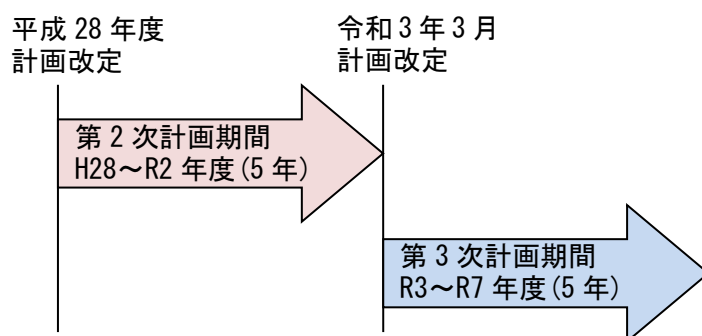 平成 28 年度
計画改定
令和 3 年 3 月
計画改定
第 2 次計画期間
H28～R2 年度(5 年)
第 3 次計画期間
R3～R7 年度(5 年)